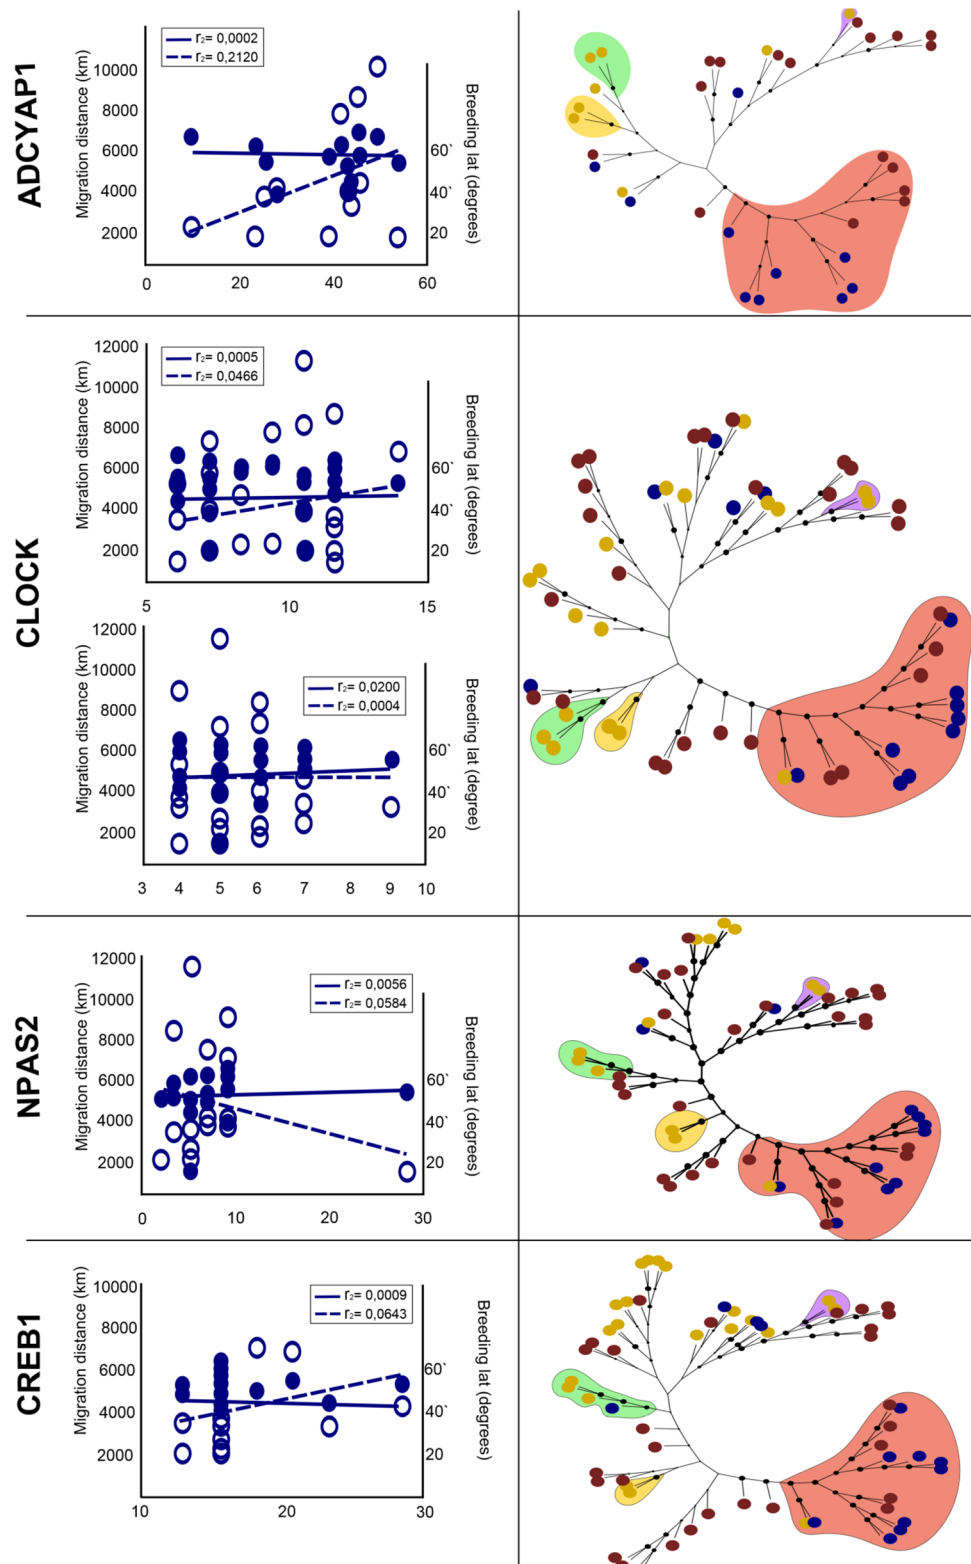 ADCYAP1
Migration distance (km)
10000
8000
6000
4000
2000
r2= 0,0002
r2= 0,2120
60`
40`
20
Breeding lat (degrees)
0
20
40
60
CLOCK
Migration distance (km)
12000
10000
8000
6000
4000
2000
r2= 0,0005
r2= 0,0466
60`
40`
20
Breeding lat (degrees)
5
10
15
Migration distance (km)
12000
10000
8000
6000
4000
2000
r2= 0,0200
r2= 0,0004
60`
40`
20
Breeding lat (degree)
3
4
5
6
7
8
9
10
NPAS2
Migration distance (km)
12000
10000
8000
6000
4000
2000
r2= 0,0056
r2= 0,0584
60`
40`
20
Breeding lat (degrees)
0
10
20
30
CREB1
Migration distance (km)
10000
8000
6000
4000
2000
r2= 0,0009
r2= 0,0643
60`
40`
20
Breeding lat (degrees)
10
20
30